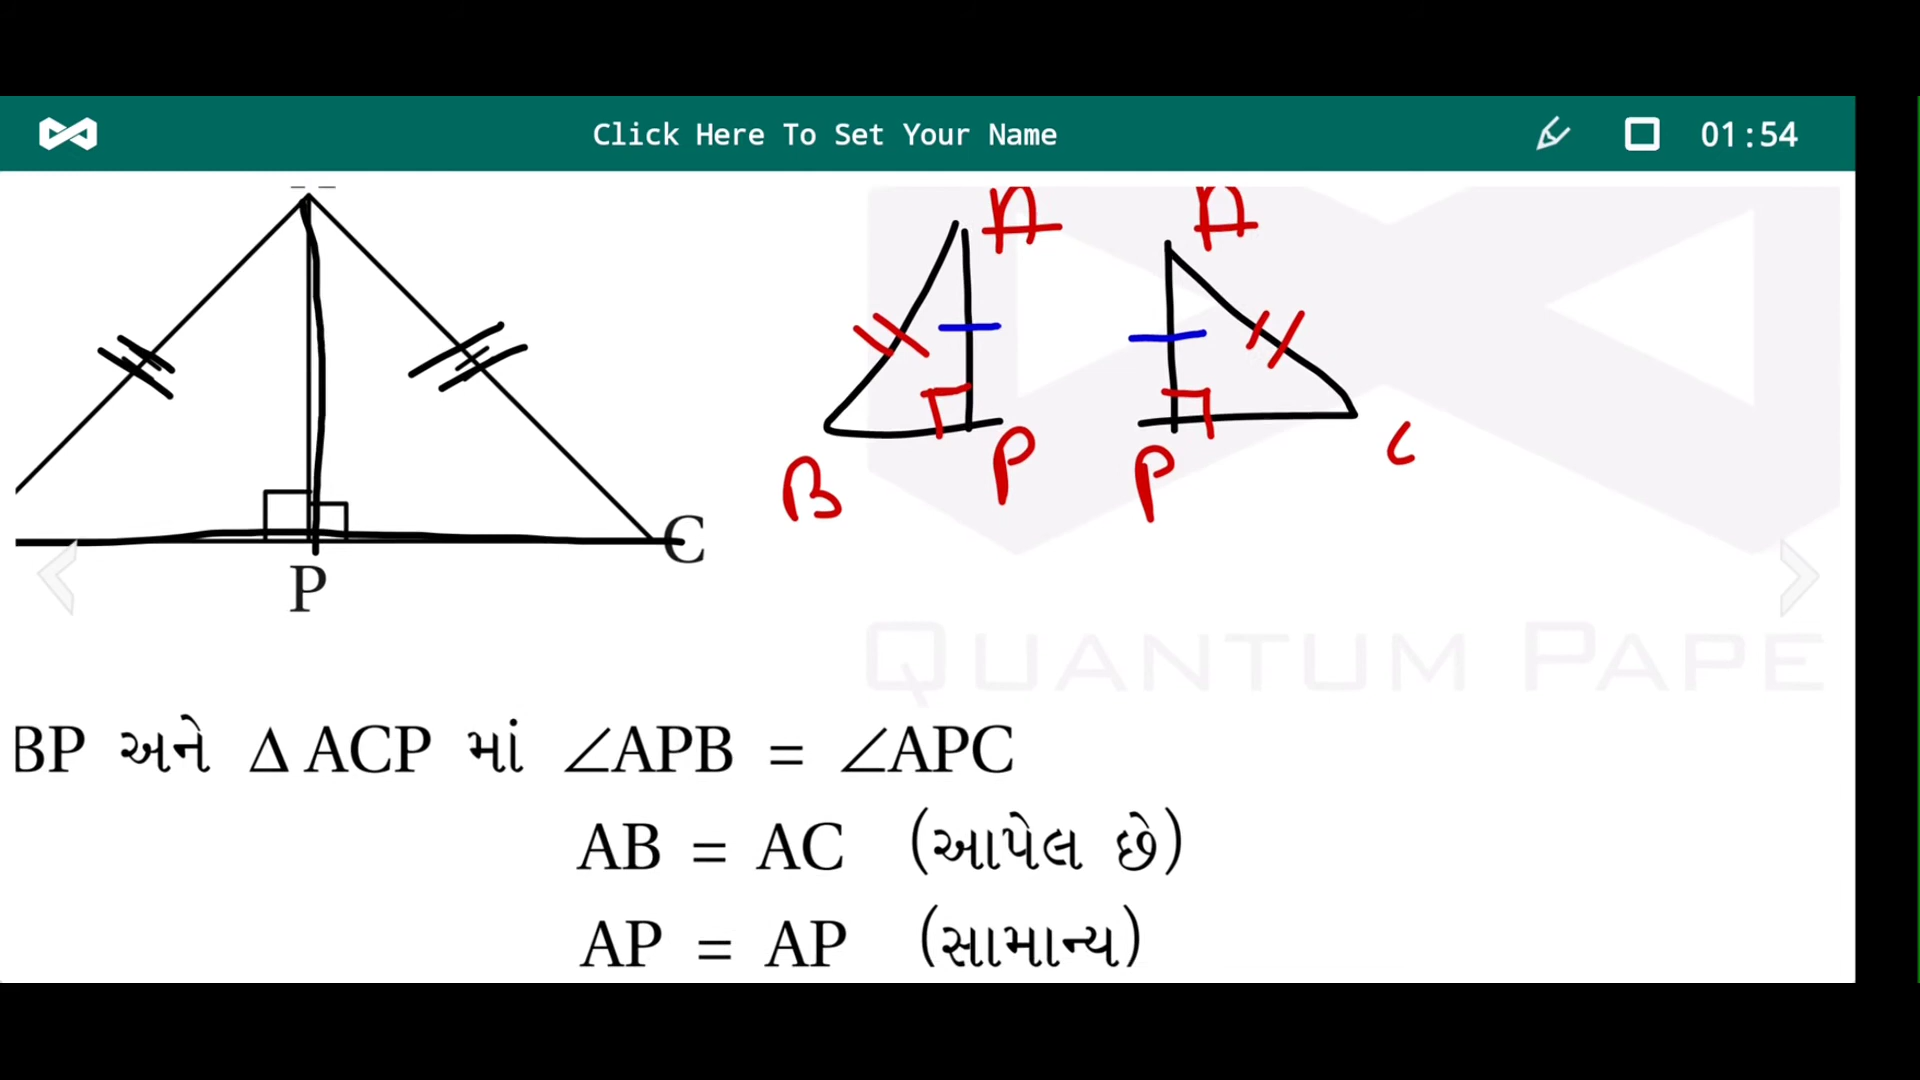 Click Here To Set Your Name
01:54
A A
B P P C
C
P
QUANTUM PAPE
BP અને Δ ACP માં ∠APB = ∠APC
AB = AC (આપેલ છે)
AP = AP (સામાન્ય)